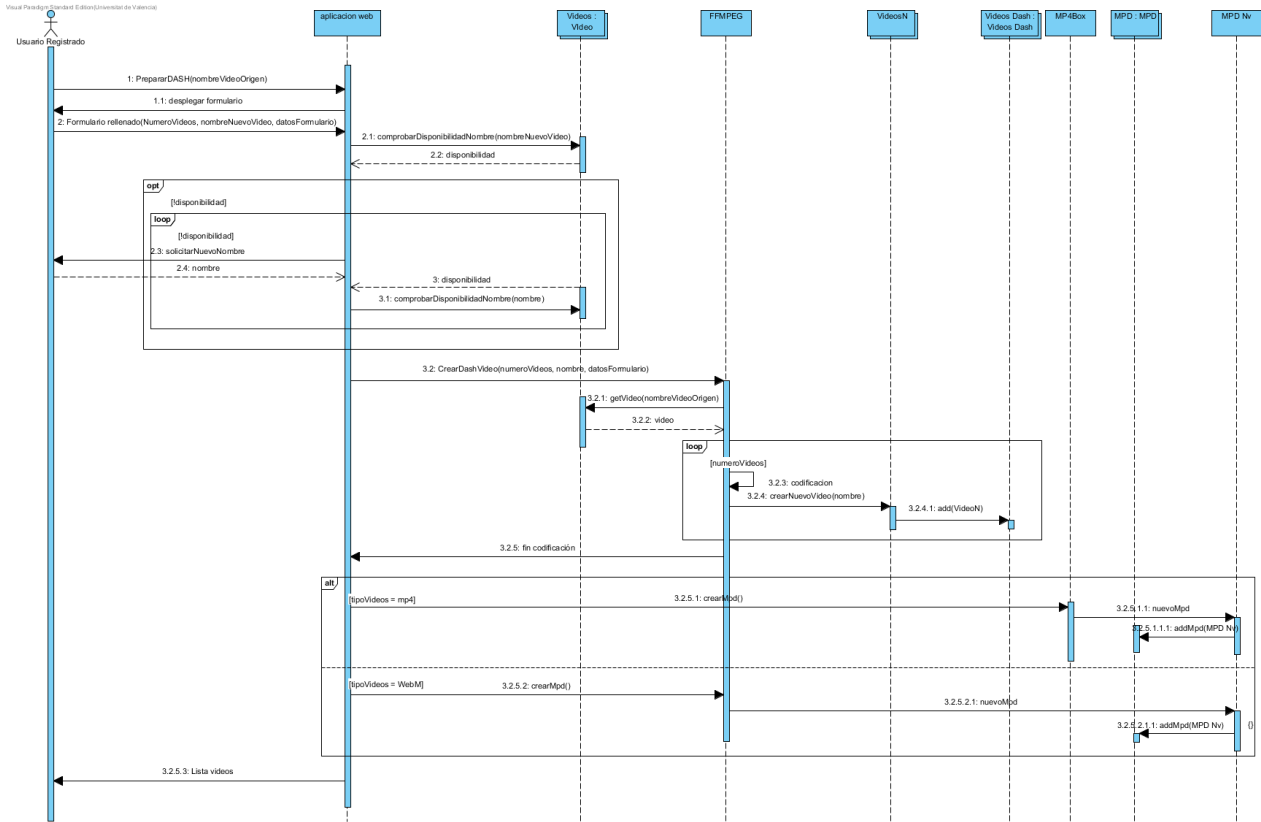 Visual Paradigm Standard Edition(Universitat de Valencia)
Usuario Registrado
aplicacion web
Videos :
Video
FFMPEG
VideosN
Videos Dash :
Videos Dash
MP4Box
MPD : MPD
MPD Nv
1: PrepararDASH(nombreVideoOrigen)
1.1: desplegar formulario
2: Formulario rellenado(NumeroVideos, nombreNuevoVideo, datosFormulario)
2.1: comprobarDisponibilidadNombre(nombreNuevoVideo)
2.2: disponibilidad
opt
[!disponibilidad]
loop
[!disponibilidad]
2.3: solicitarNuevoNombre
2.4: nombre
3: disponibilidad
3.1: comprobarDisponibilidadNombre(nombre)
3.2: CrearDashVideo(numeroVideos, nombre, datosFormulario)
3.2.1: getVideo(nombreVideoOrigen)
3.2.2: video
loop
[numeroVideos]
3.2.3: codificacion
3.2.4: crearNuevoVideo(nombre)
3.2.4.1: add(VideoN)
3.2.5: fin codificación
alt
[tipoVideos = mp4]
3.2.5.1: crearMpd()
3.2.5.1.1: nuevoMpd
3.2.5.1.1.1: addMpd(MPD Nv)
[tipoVideos = WebM]
3.2.5.2: crearMpd()
3.2.5.2.1: nuevoMpd
3.2.5.2.1.1: addMpd(MPD Nv)
{}
3.2.5.3: Lista videos